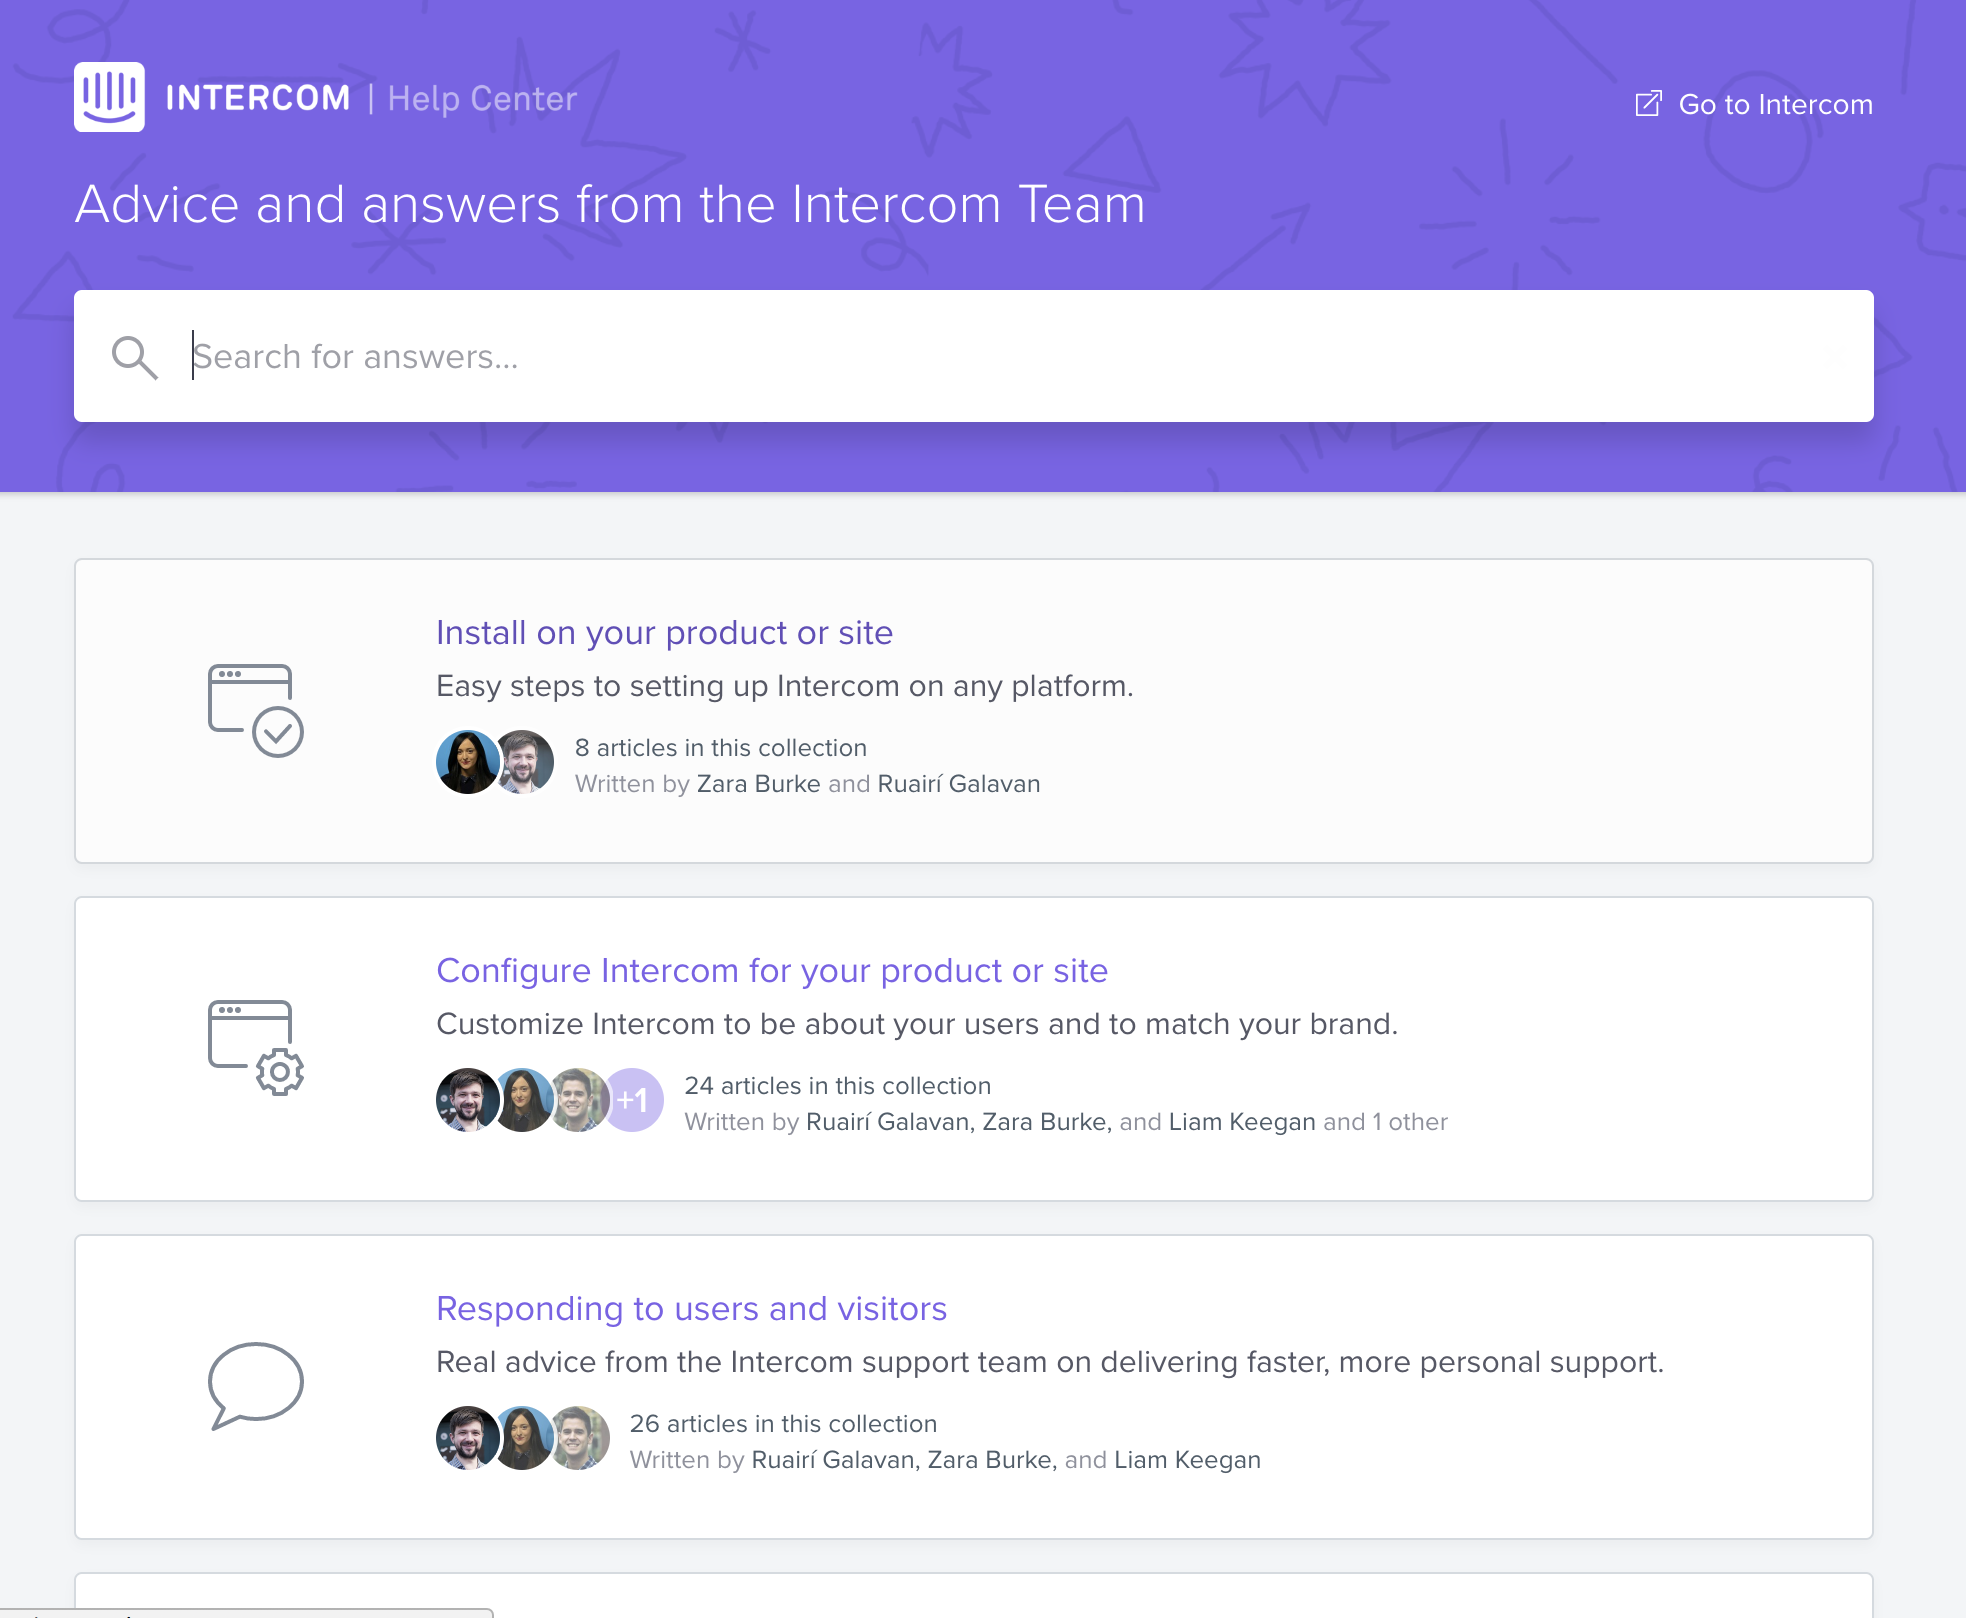 INTERCOM | Help Center
Go to Intercom
Advice and answers from the Intercom Team
Search for answers...
Install on your product or site
Easy steps to setting up Intercom on any platform.
8 articles in this collection
Written by Zara Burke and Ruairí Galavan
Configure Intercom for your product or site
Customize Intercom to be about your users and to match your brand.
+1
24 articles in this collection
Written by Ruairí Galavan, Zara Burke, and Liam Keegan and 1 other
Responding to users and visitors
Real advice from the Intercom support team on delivering faster, more personal support.
26 articles in this collection
Written by Ruairí Galavan, Zara Burke, and Liam Keegan